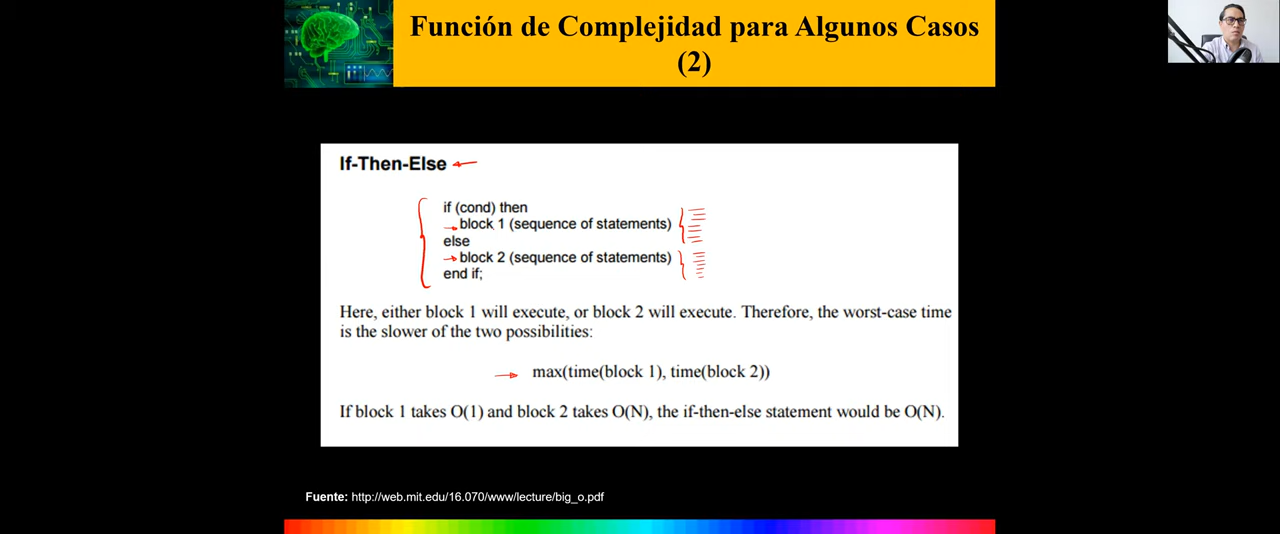 Función de Complejidad para Algunos Casos
(2)
If-Then-Else
if (cond) then
block 1 (sequence of statements)
else
block 2 (sequence of statements)
end if;
Here, either block 1 will execute, or block 2 will execute. Therefore, the worst-case time
is the slower of the two possibilities:
max(time(block 1), time(block 2))
If block 1 takes O(1) and block 2 takes O(N), the if-then-else statement would be O(N).
Fuente: http://web.mit.edu/16.070/www/lecture/big_o.pdf